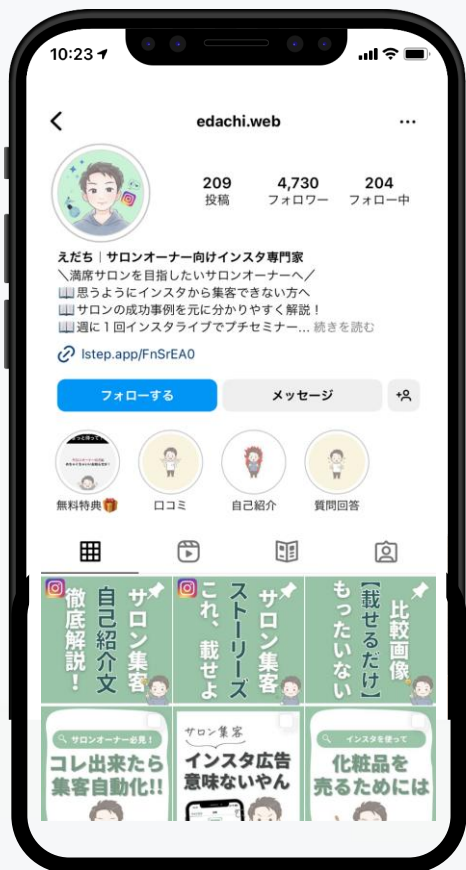 10:23
edachi.web
209
4,730
204
投稿
フォロワー
フォロー中
えだち｜サロンオーナー向けインスタ専門家
＼満席サロンを目指したいサロンオーナーへ／
📖思うようにインスタから集客できない方へ
📖サロンの成功事例を元に分かりやすく解説！
📖週に１回インスタライブでプチセミナー... 続きを読む
lstep.app/FnSrEA0
フォローする
メッセージ
無料特典🎁
口コミ
自己紹介
質問回答
サロン集客
自己紹介文
徹底解説！
サロン集客
ストーリーズ
これ、載せよ
比較画像
【載せるだけ】
もったいない
サロンオーナー必見！
コレ出来たら
集客自動化!!
サロン集客
インスタ広告
意味ないやん
インスタを使って
化粧品を
売るためには